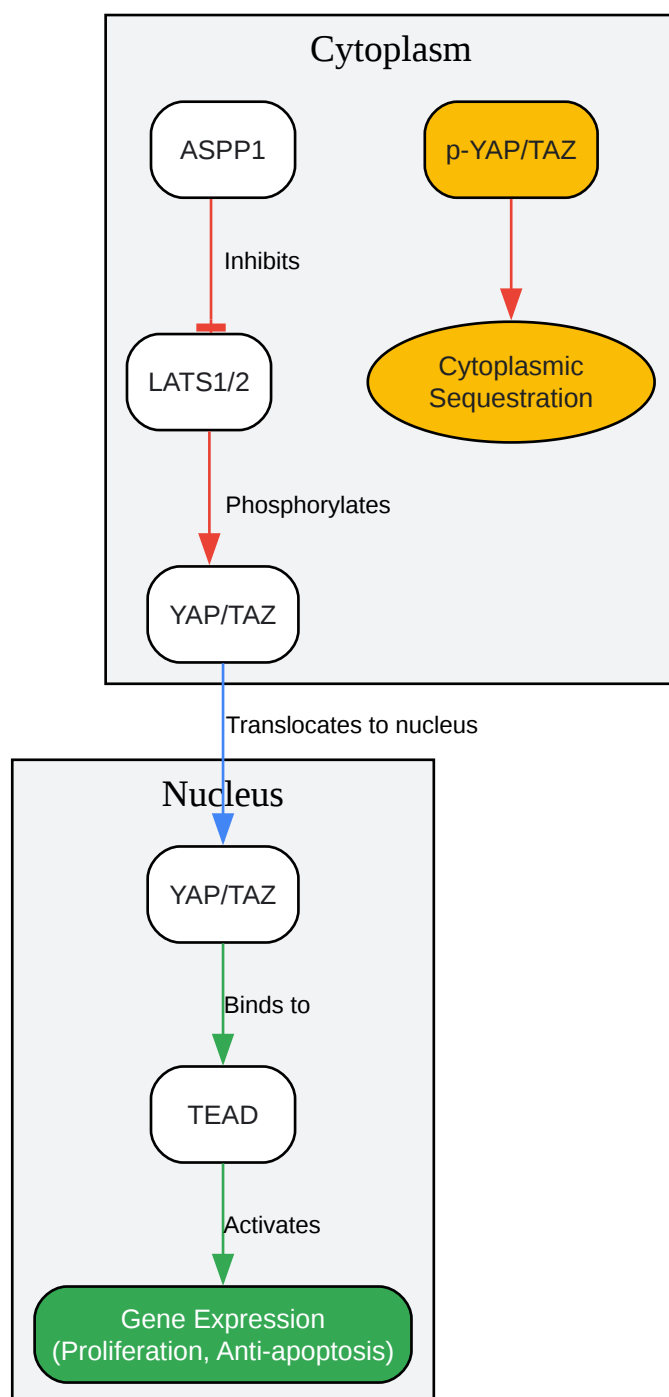 Cytoplasm
ASPP1
p-YAP/TAZ
Inhibits
LATS1/2
Cytoplasmic
Sequestration
Phosphorylates
YAP/TAZ
Translocates to nucleus
Nucleus
YAP/TAZ
Binds to
TEAD
Activates
Gene Expression
(Proliferation, Anti-apoptosis)